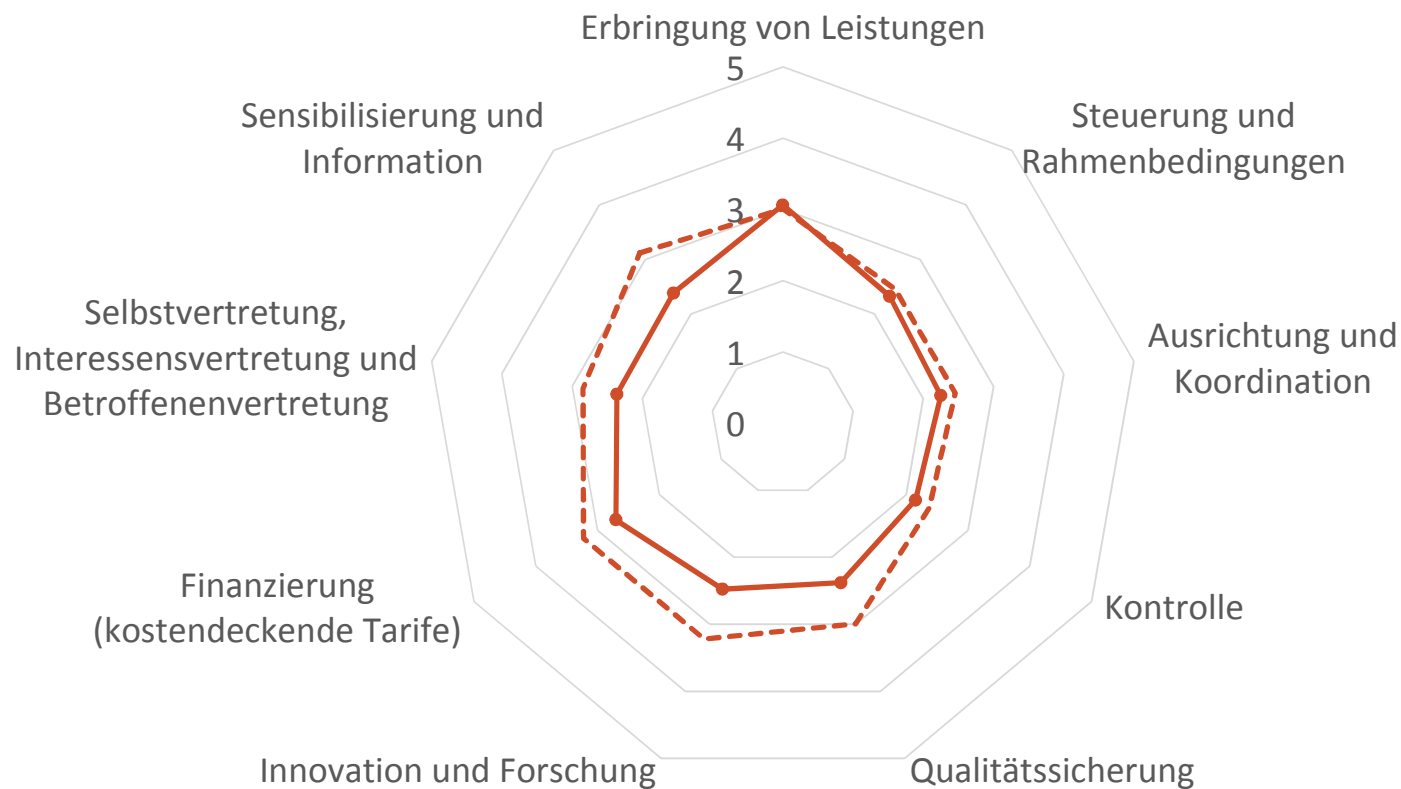 Erbringung von Leistungen
5
4
3
2
1
0
Steuerung und
Rahmenbedingungen
Ausrichtung und
Koordination
Kontrolle
Qualitätssicherung
Innovation und Forschung
Finanzierung
(kostendeckende Tarife)
Selbstvertretung,
Interessensvertretung und
Betroffenenvertretung
Sensibilisierung und
Information